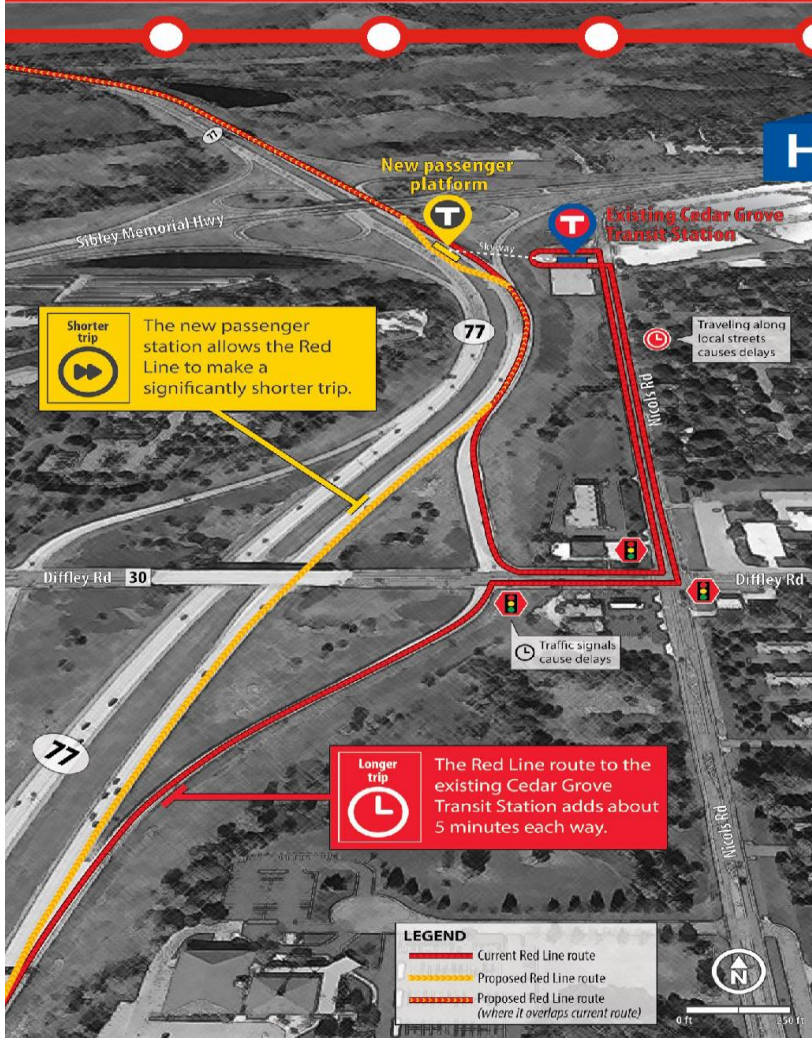 H
77
New passenger
platform
T
T
Existing Cedar Grove
Transit Station
Sibley Memorial Hwy
Skyway
Shorter
trip
The new passenger
station allows the Red
Line to make a
significantly shorter trip.
77
Traveling along
local streets
causes delays
Nicols Rd
Diffley Rd 30
Diffley Rd
Traffic signals
cause delays
77
Longer
trip
The Red Line route to the
existing Cedar Grove
Transit Station adds about
5 minutes each way.
Nicols Rd
LEGEND
Current Red Line route
Proposed Red Line route
Proposed Red Line route
(where it overlaps current route)
N
0 ft 250 ft